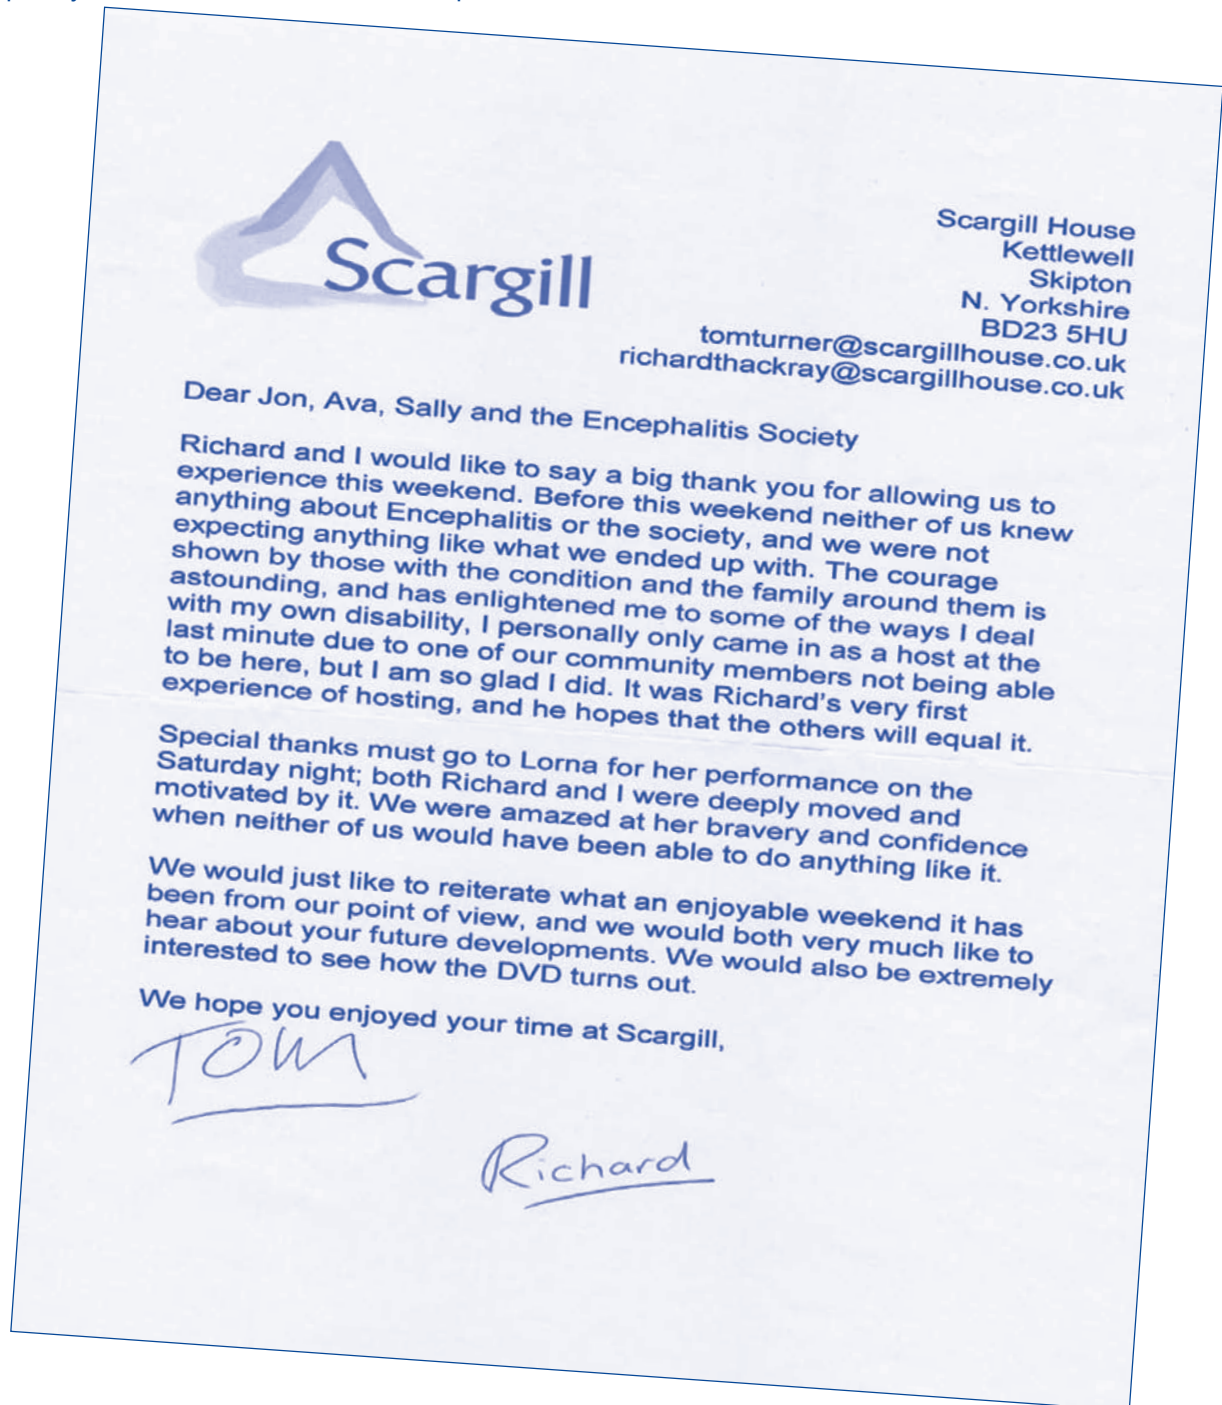 Scargill
Scargill House
Kettlewell
Skipton
N. Yorkshire
BD23 5HU
tomturner@scargillhouse.co.uk
richardthackray@scargillhouse.co.uk
Dear Jon, Ava, Sally and the Encephalitis Society
Richard and I would like to say a big thank you for allowing us to
experience this weekend. Before this weekend neither of us knew
anything about Encephalitis or the society, and we were not
expecting anything like what we ended up with. The courage
shown by those with the condition and the family around them is
astounding, and has enlightened me to some of the ways I deal
with my own disability, I personally only came in as a host at the
last minute due to one of our community members not being able
to be here, but I am so glad I did. It was Richard's very first
experience of hosting, and he hopes that the others will equal it.
Special thanks must go to Lorna for her performance on the
Saturday night; both Richard and I were deeply moved and
motivated by it. We were amazed at her bravery and confidence
when neither of us would have been able to do anything like it.
We would just like to reiterate what an enjoyable weekend it has
been from our point of view, and we would both very much like to
hear about your future developments. We would also be extremely
interested to see how the DVD turns out.
We hope you enjoyed your time at Scargill,
TOM
Richard